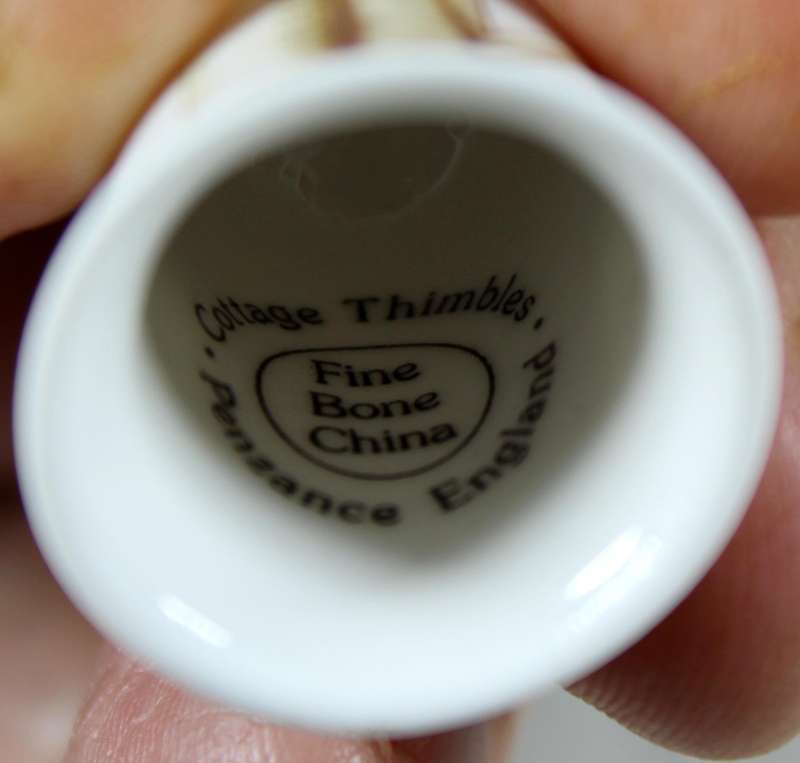 · Cottage Thimbles ·
Fine
Bone
China
Penzance England